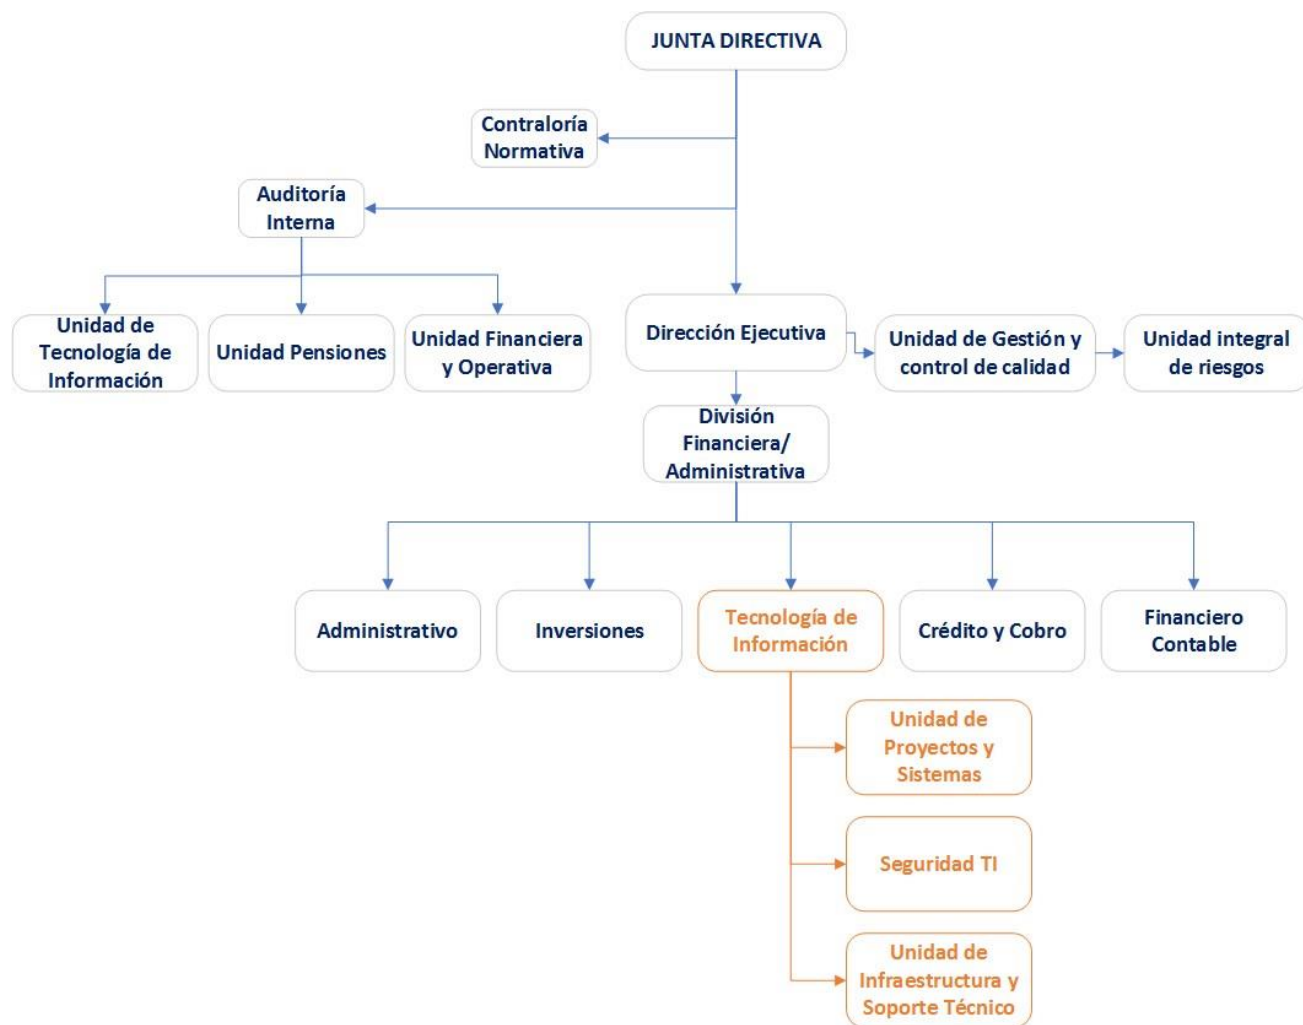 JUNTA DIRECTIVA
Contraloría
Normativa
Auditoría
Interna
Unidad de
Tecnología de
Información
Unidad Pensiones
Unidad Financiera
y Operativa
Dirección Ejecutiva
Unidad de Gestión y
control de calidad
Unidad integral
de riesgos
División
Financiera/
Administrativa
Administrativo
Inversiones
Tecnología de
Información
Crédito y Cobro
Financiero
Contable
Unidad de
Proyectos y
Sistemas
Seguridad TI
Unidad de
Infraestructura y
Soporte Técnico